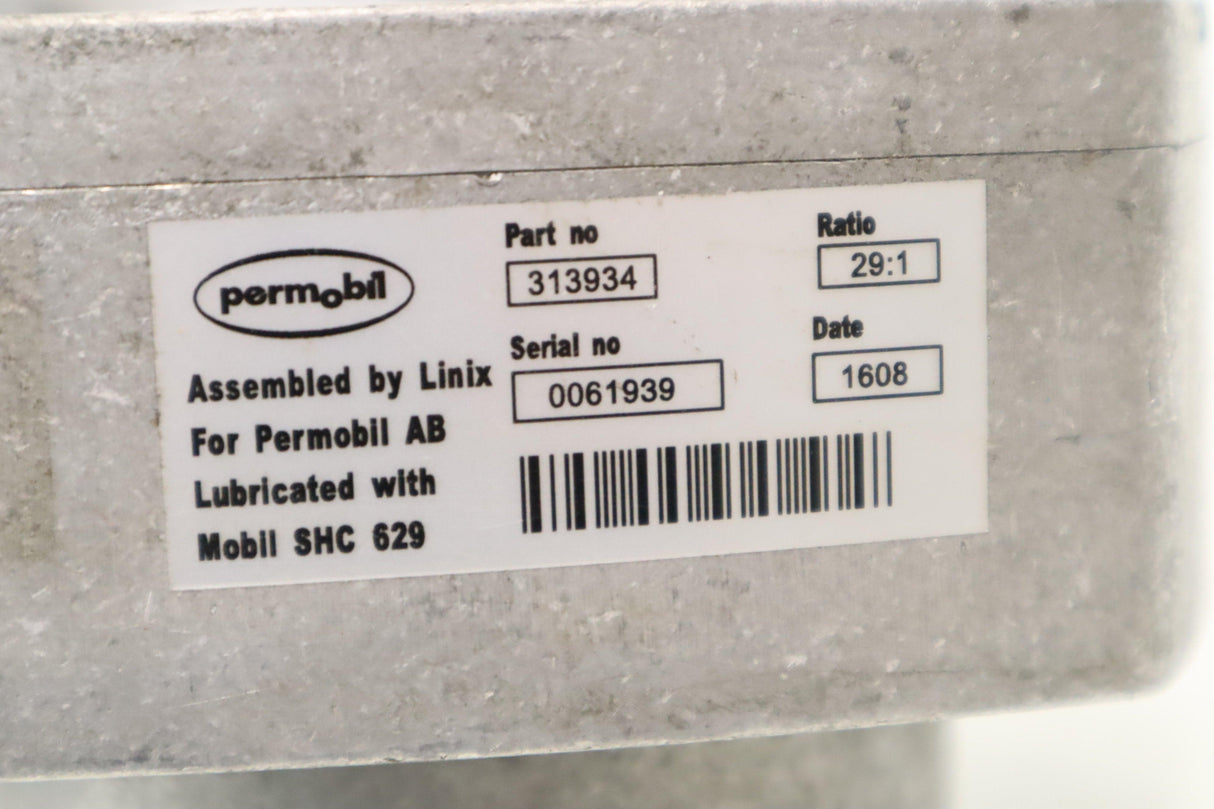 permobil
Assembled by Linix
For Permobil AB
Lubricated with
Mobil SHC 629
Part no
313934
Serial no
0061939
Ratio
29:1
Date
1608